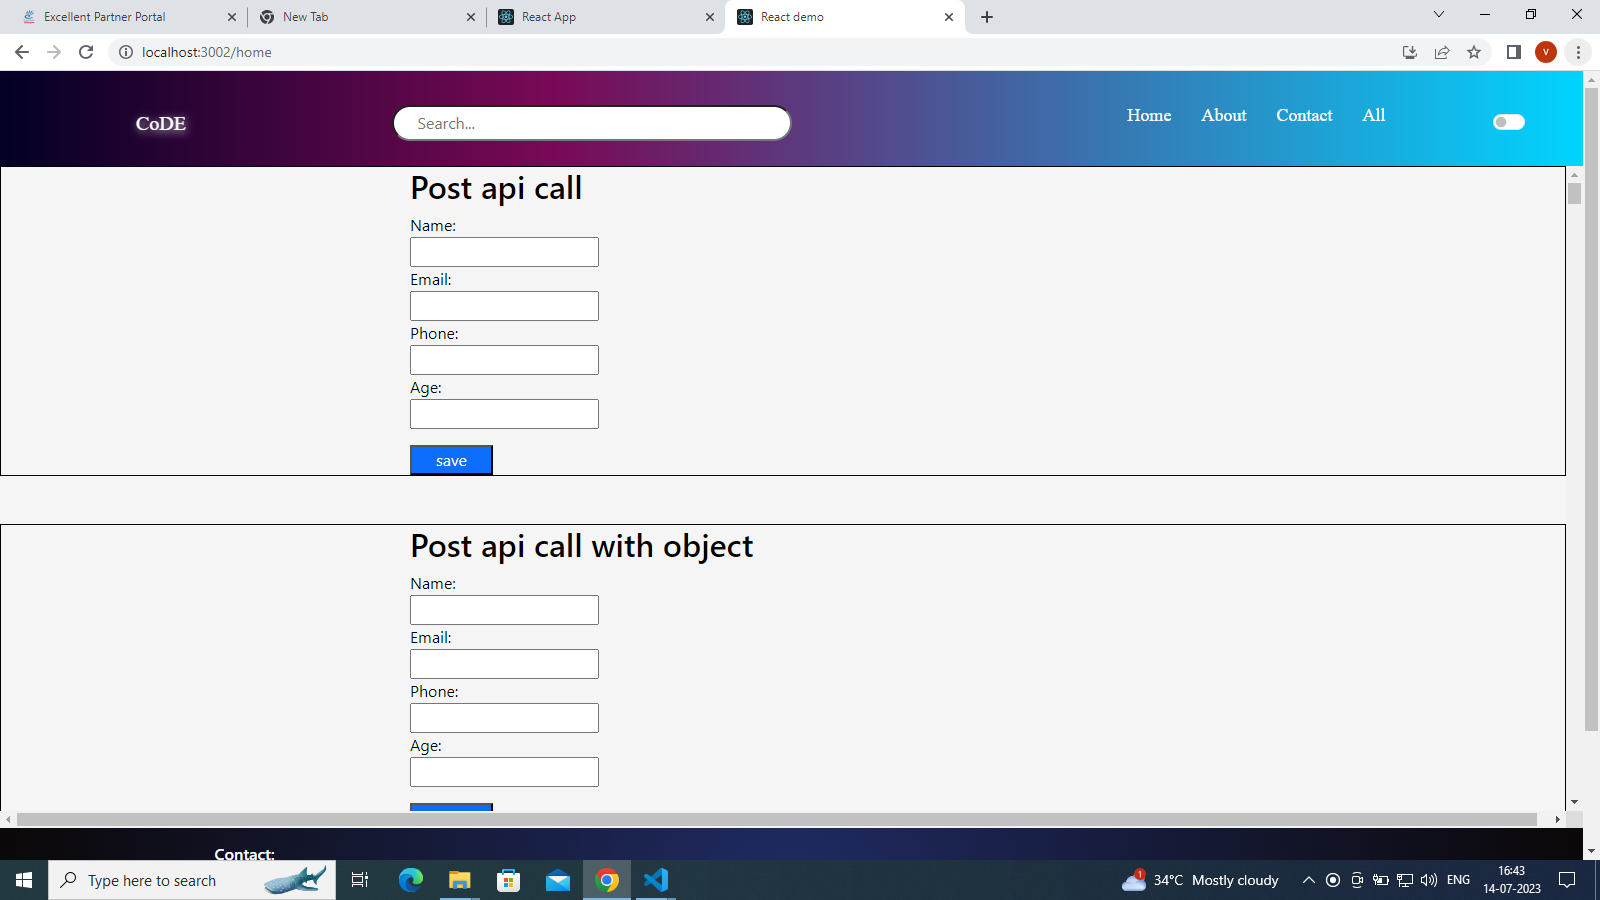 Excellent Partner Portal
New Tab
React App
React demo
localhost:3002/home
V
CoDE
Search...
Home
About
Contact
All
Post api call
Name:
Email:
Phone:
Age:
save
Post api call with object
Name:
Email:
Phone:
Age:
Contact:
Type here to search
1
34°C Mostly cloudy
ENG
16:43
14-07-2023